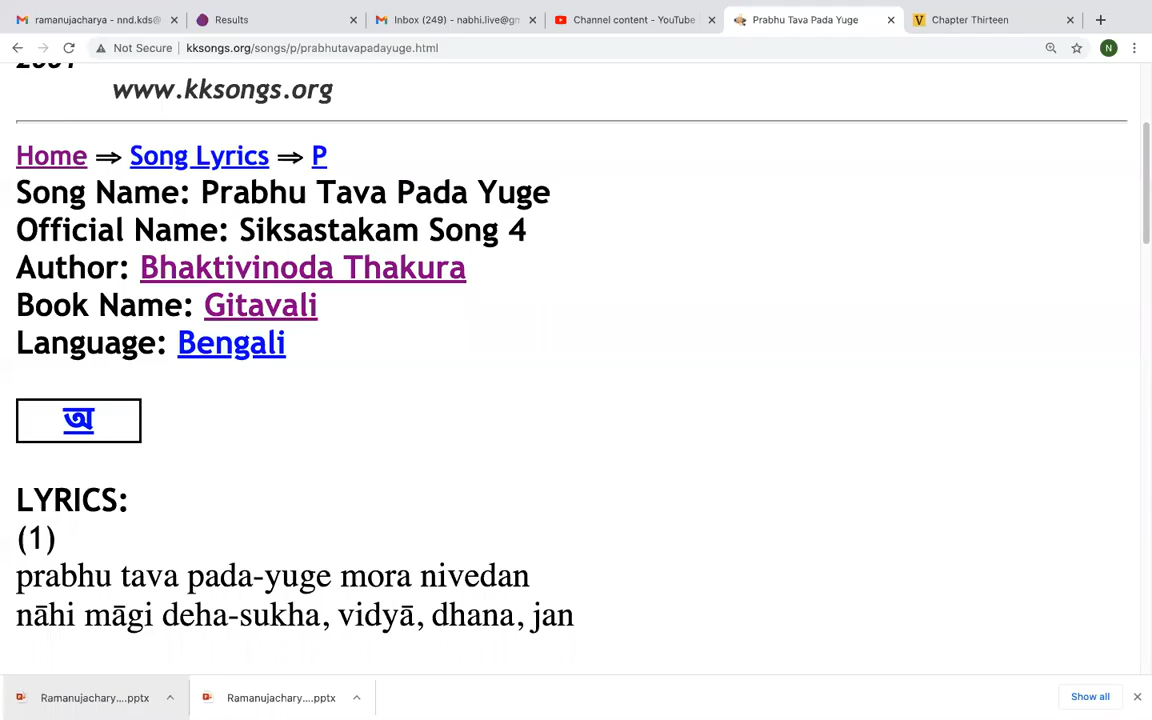 ramanujacharya - nnd.kds@
Results
Inbox (249) - nabhi.live@gn
Channel content - YouTube
Prabhu Tava Pada Yuge
Chapter Thirteen
Not Secure | kksongs.org/songs/p/prabhutavapadayuge.html
N
2001
www.kksongs.org
Home ⇒ Song Lyrics ⇒ P
Song Name: Prabhu Tava Pada Yuge
Official Name: Siksastakam Song 4
Author: Bhaktivinoda Thakura
Book Name: Gitavali
Language: Bengali
অ
LYRICS:
(1)
prabhu tava pada-yuge mora nivedan
nāhi māgi deha-sukha, vidyā, dhana, jan
Ramanujachary....pptx
Ramanujachary....pptx
Show all